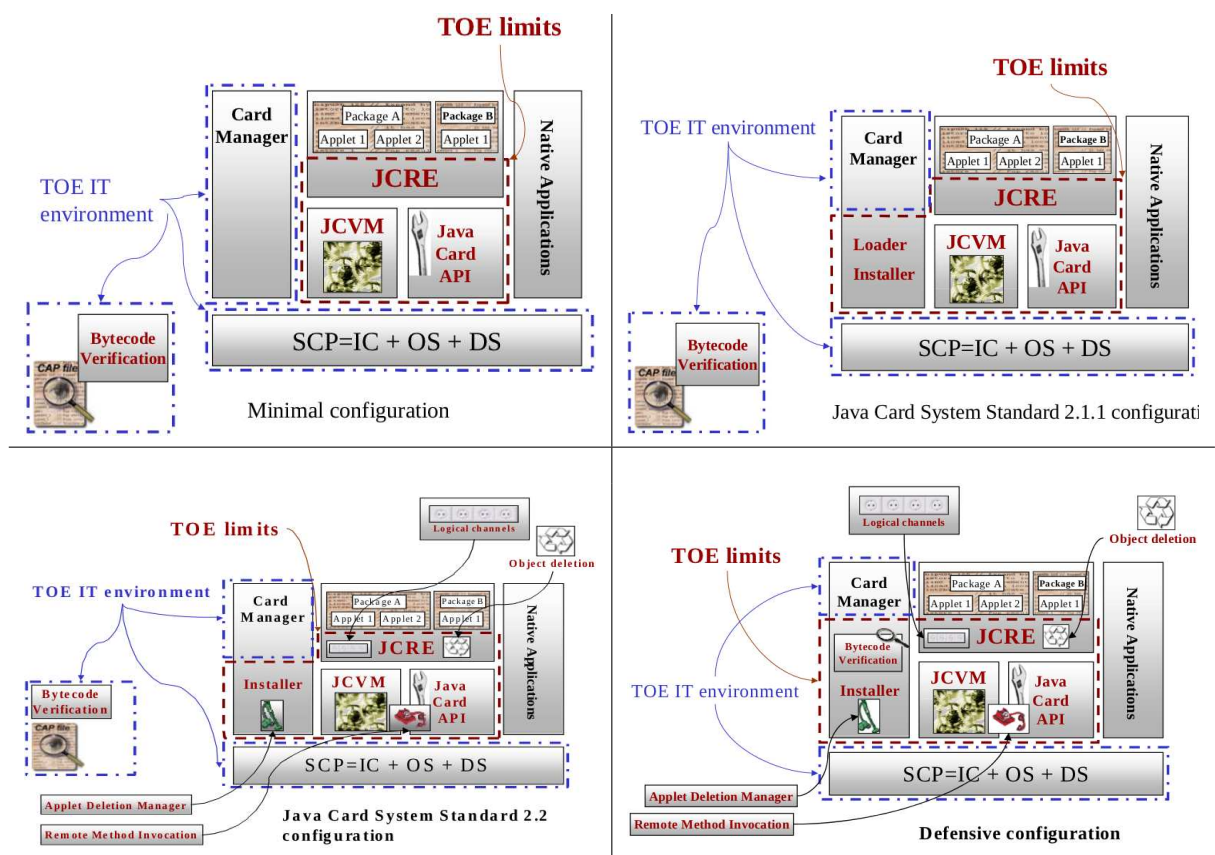 TOE limits
Card
Manager
Package A
Package B
Applet 1
Applet 2
Applet 1
Native Applications
JCRE
TOE IT
environment
JCVM
Java
Card
API
Bytecode
Verification
CAP file
SCP=IC + OS + DS
Minimal configuration
TOE limits
TOE IT environment
Card
Manager
Package A
Package B
Applet 1
Applet 2
Applet 1
Native Applications
JCRE
Loader
Installer
JCVM
Java
Card
API
Bytecode
Verification
CAP file
SCP=IC + OS + DS
Java Card System Standard 2.1.1 configurati
Logical channels
TOE limits
Object deletion
TOE IT environment
Card
Manager
Package A
Package B
Applet 1
Applet 2
Applet 1
Native Applications
JCRE
Installer
JCVM
Java
Card
API
Bytecode
Verification
CAP file
SCP=IC + OS + DS
Applet Deletion Manager
Remote Method Invocation
Java Card System Standard 2.2
configuration
Logical channels
Object deletion
TOE limits
Card
Manager
Package A
Package B
Applet 1
Applet 2
Applet 1
Native Applications
JCRE
Bytecode
Verification
TOE IT environment
Installer
JCVM
Java
Card
API
SCP=IC + OS + DS
Applet Deletion Manager
Remote Method Invocation
Defensive configuration